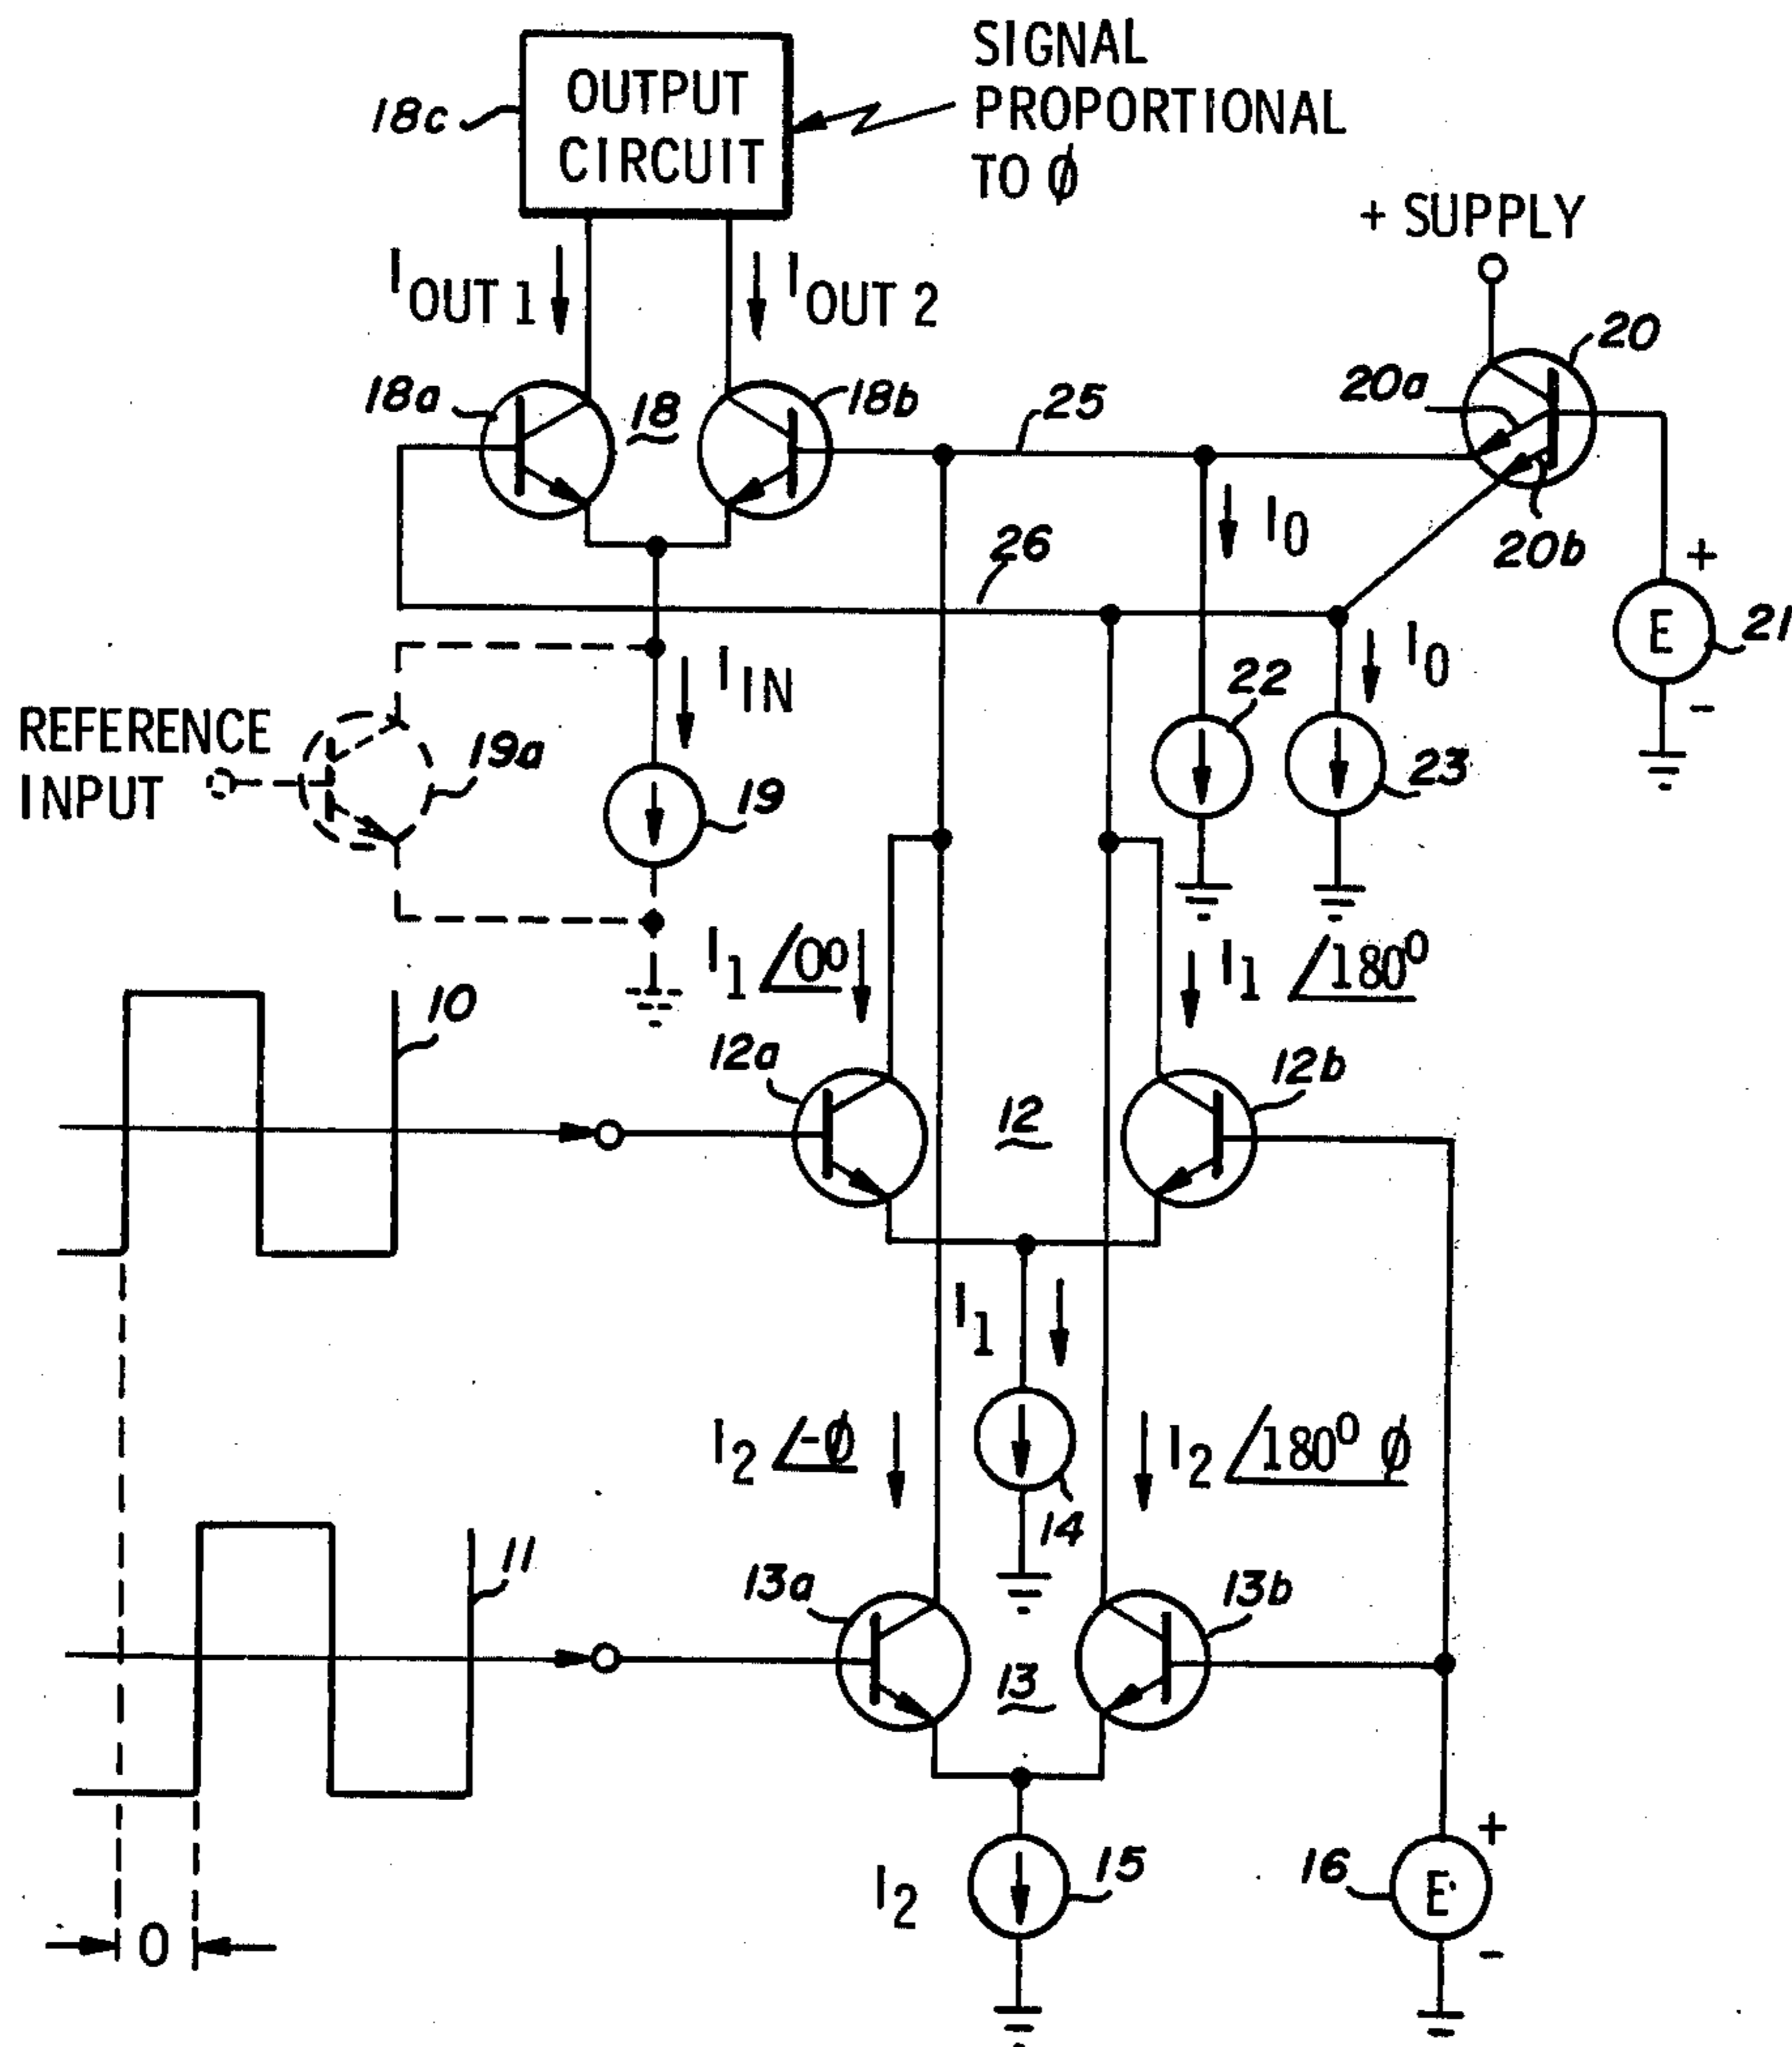 SIGNAL
PROPORTIONAL
TO ϕ
OUTPUT
CIRCUIT
18c
+ SUPPLY
I OUT 1
I OUT 2
20
20a
18a
18
18b
25
20b
I0
26
+
E
21
-
I0
IIN
22
23
REFERENCE
INPUT
19a
19
I1 ∠0°
I1 ∠180°
10
12a
12
12b
I1
I2 ∠-ϕ
I2 ∠180° ϕ
14
11
13a
13
13b
I2
15
16
+
E
-
0